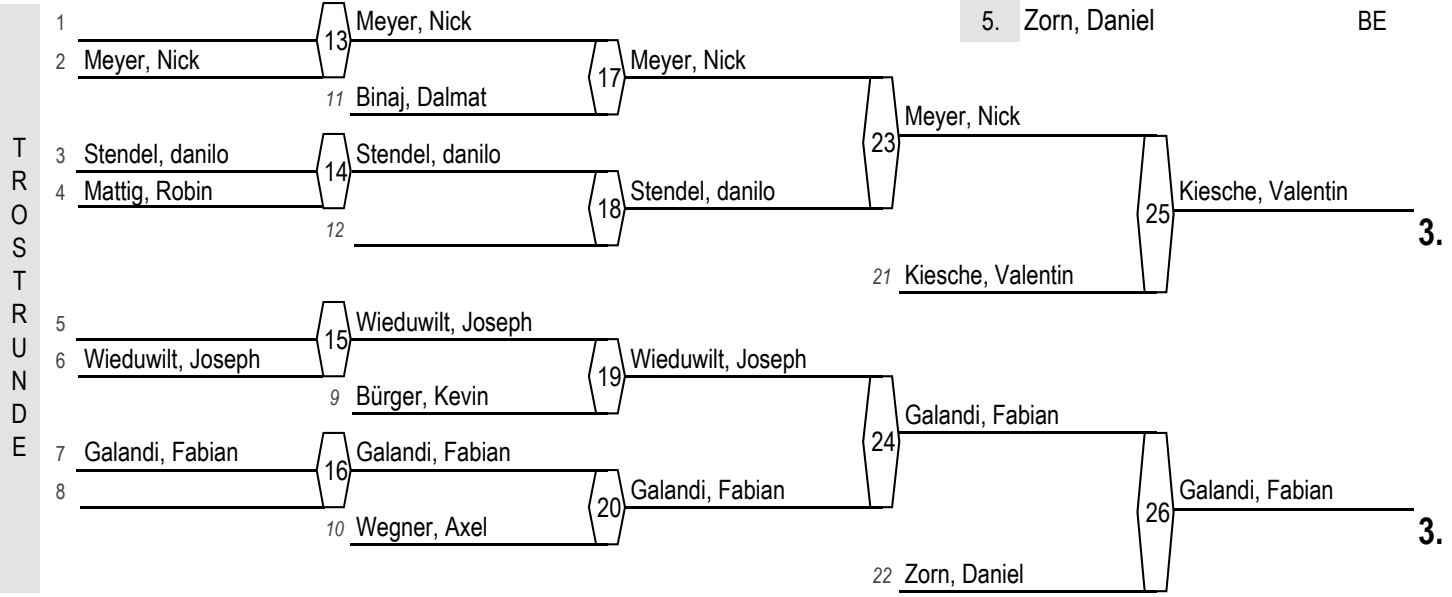 5. Zorn, Daniel BE
TROSTRUNDE
1
13 Meyer, Nick
2 Meyer, Nick
17 Meyer, Nick
11 Binaj, Dalmat
23 Meyer, Nick
3 Stendel, danilo
14 Stendel, danilo
4 Mattig, Robin
18 Stendel, danilo
12
25 Kiesche, Valentin
3.
21 Kiesche, Valentin
5
15 Wieduwilt, Joseph
6 Wieduwilt, Joseph
19 Wieduwilt, Joseph
9 Bürger, Kevin
24 Galandi, Fabian
7 Galandi, Fabian
16 Galandi, Fabian
8
20 Galandi, Fabian
10 Wegner, Axel
26 Galandi, Fabian
3.
22 Zorn, Daniel